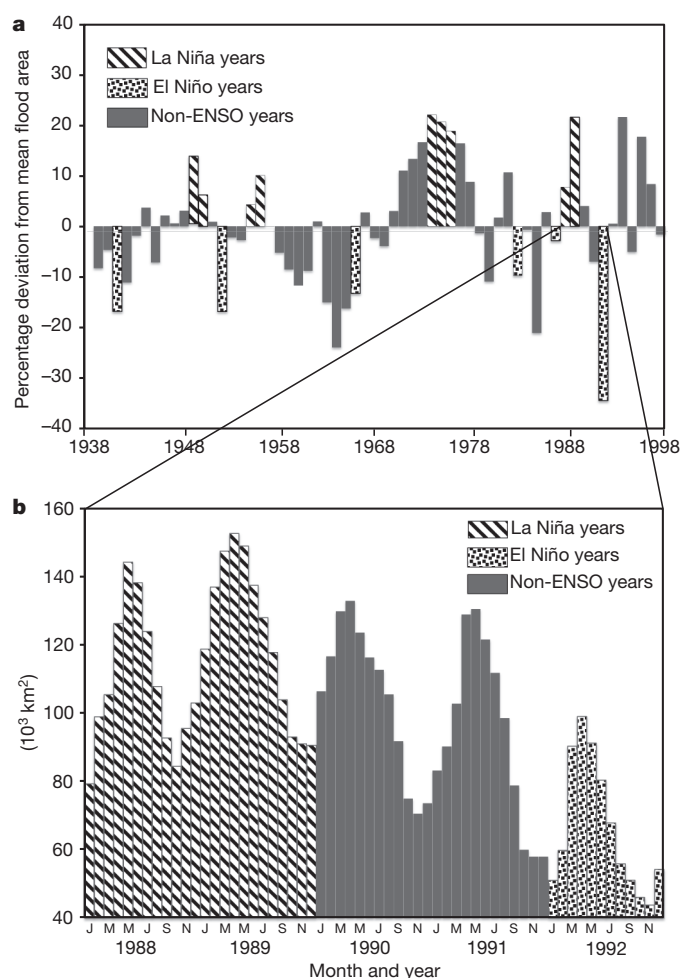 a
Percentage deviation from mean flood area
40
30
20
10
0
–10
–20
–30
–40
La Niña years
El Niño years
Non-ENSO years
1938 1948 1958 1968 1978 1988 1998
b
(10³ km²)
160
140
120
100
80
60
40
La Niña years
El Niño years
Non-ENSO years
J M M J S N J M M J S N J M M J S N J M M J S N J M M J S N
1988 1989 1990 1991 1992
Month and year